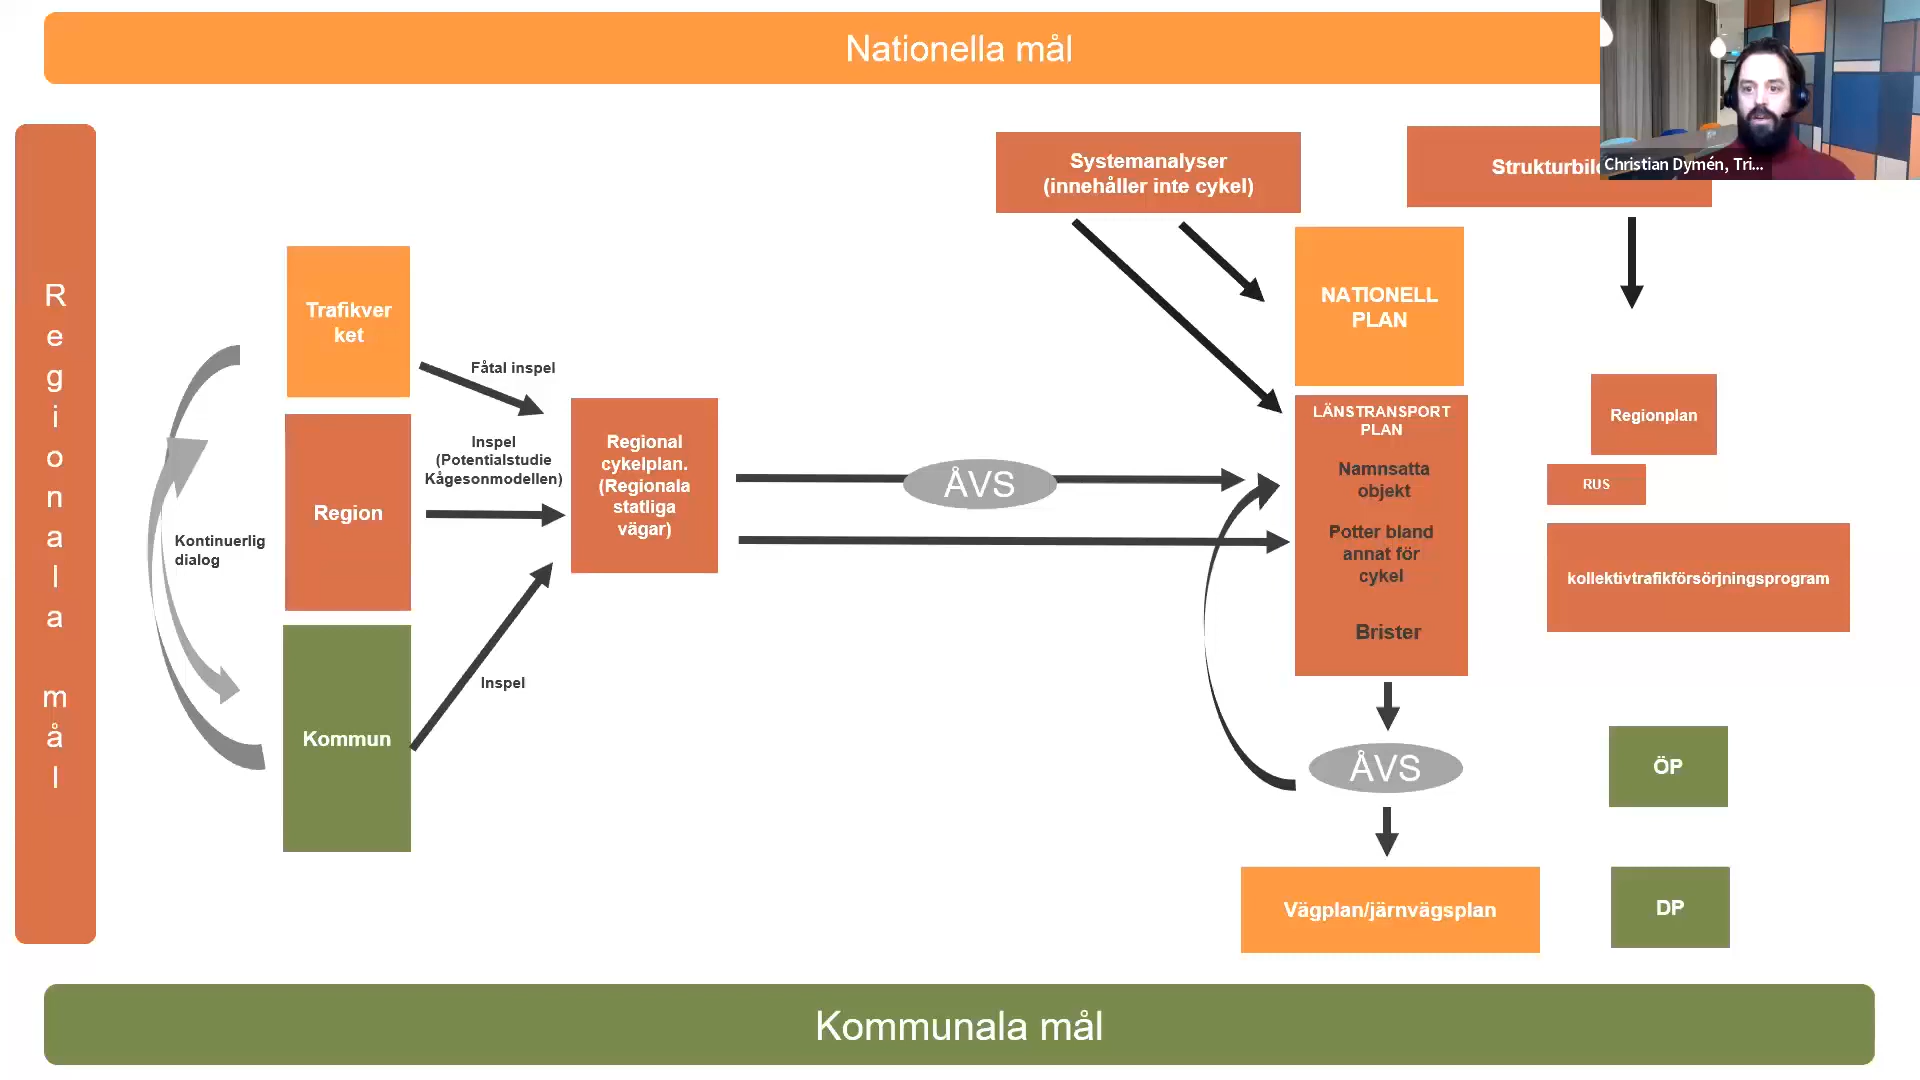 Nationella mål
Christian Dymén, Tri...
Regionala mål
Systemanalyser
(innehåller inte cykel)
Trafikver
ket
Region
Kommun
Kontinuerlig
dialog
Fåtal inspel
Inspel
(Potentialstudie
Kågesonmodellen)
Inspel
Regional
cykelplan.
(Regionala
statliga
vägar)
ÅVS
NATIONELL
PLAN
LÄNSTRANSPORT
PLAN
Namnsatta
objekt
Potter bland
annat för
cykel
Brister
ÅVS
Vägplan/järnvägsplan
Regionplan
RUS
kollektivtrafikförsörjningsprogram
ÖP
DP
Kommunala mål